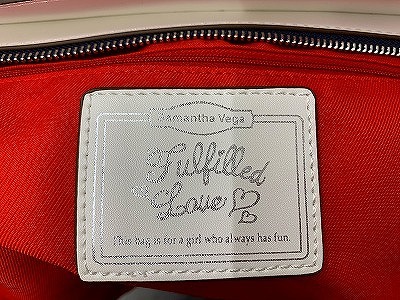 Samantha Vega
Fulfilled
Love
This bag is for a girl who always has fun.